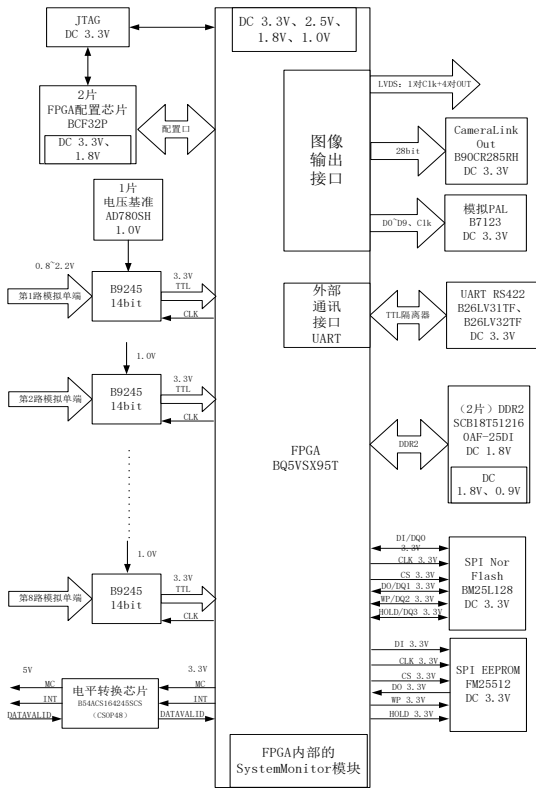 JTAG
DC 3.3V
DC 3.3V、2.5V、
1.8V、1.0V
2片
FPGA配置芯片
BCF32P
DC 3.3V、
1.8V
配置口
1片
电压基准
AD780SH
1.0V
0.8~2.2V
第1路模拟单端
B9245
14bit
3.3V
TTL
CLK
1.0V
第2路模拟单端
B9245
14bit
3.3V
TTL
CLK
1.0V
第8路模拟单端
B9245
14bit
3.3V
TTL
CLK
5V
MC
INT
DATAVALID
电平转换芯片
B54ACS164245SCS
(CSOP48)
3.3V
MC
INT
DATAVALID
FPGA
BQ5VSX95T
FPGA内部的
SystemMonitor模块
图像
输出
接口
LVDS：1对Clk+4对OUT
28bit
CameraLink
Out
B90CR285RH
DC 3.3V
D0~D9、Clk
模拟PAL
B7123
DC 3.3V
外部
通讯
接口
UART
TTL隔离器
UART RS422
B26LV31TF、
B26LV32TF
DC 3.3V
DDR2
（2片）DDR2
SCB18T51216
0AF-25DI
DC 1.8V
DC
1.8V、0.9V
DI/DQ0
3.3V
CLK 3.3V
CS 3.3V
DO/DQ1 3.3V
WP/DQ2 3.3V
HOLD/DQ3 3.3V
SPI Nor
Flash
BM25L128
DC 3.3V
DI 3.3V
CLK 3.3V
CS 3.3V
DO 3.3V
WP 3.3V
HOLD 3.3V
SPI EEPROM
FM25512
DC 3.3V